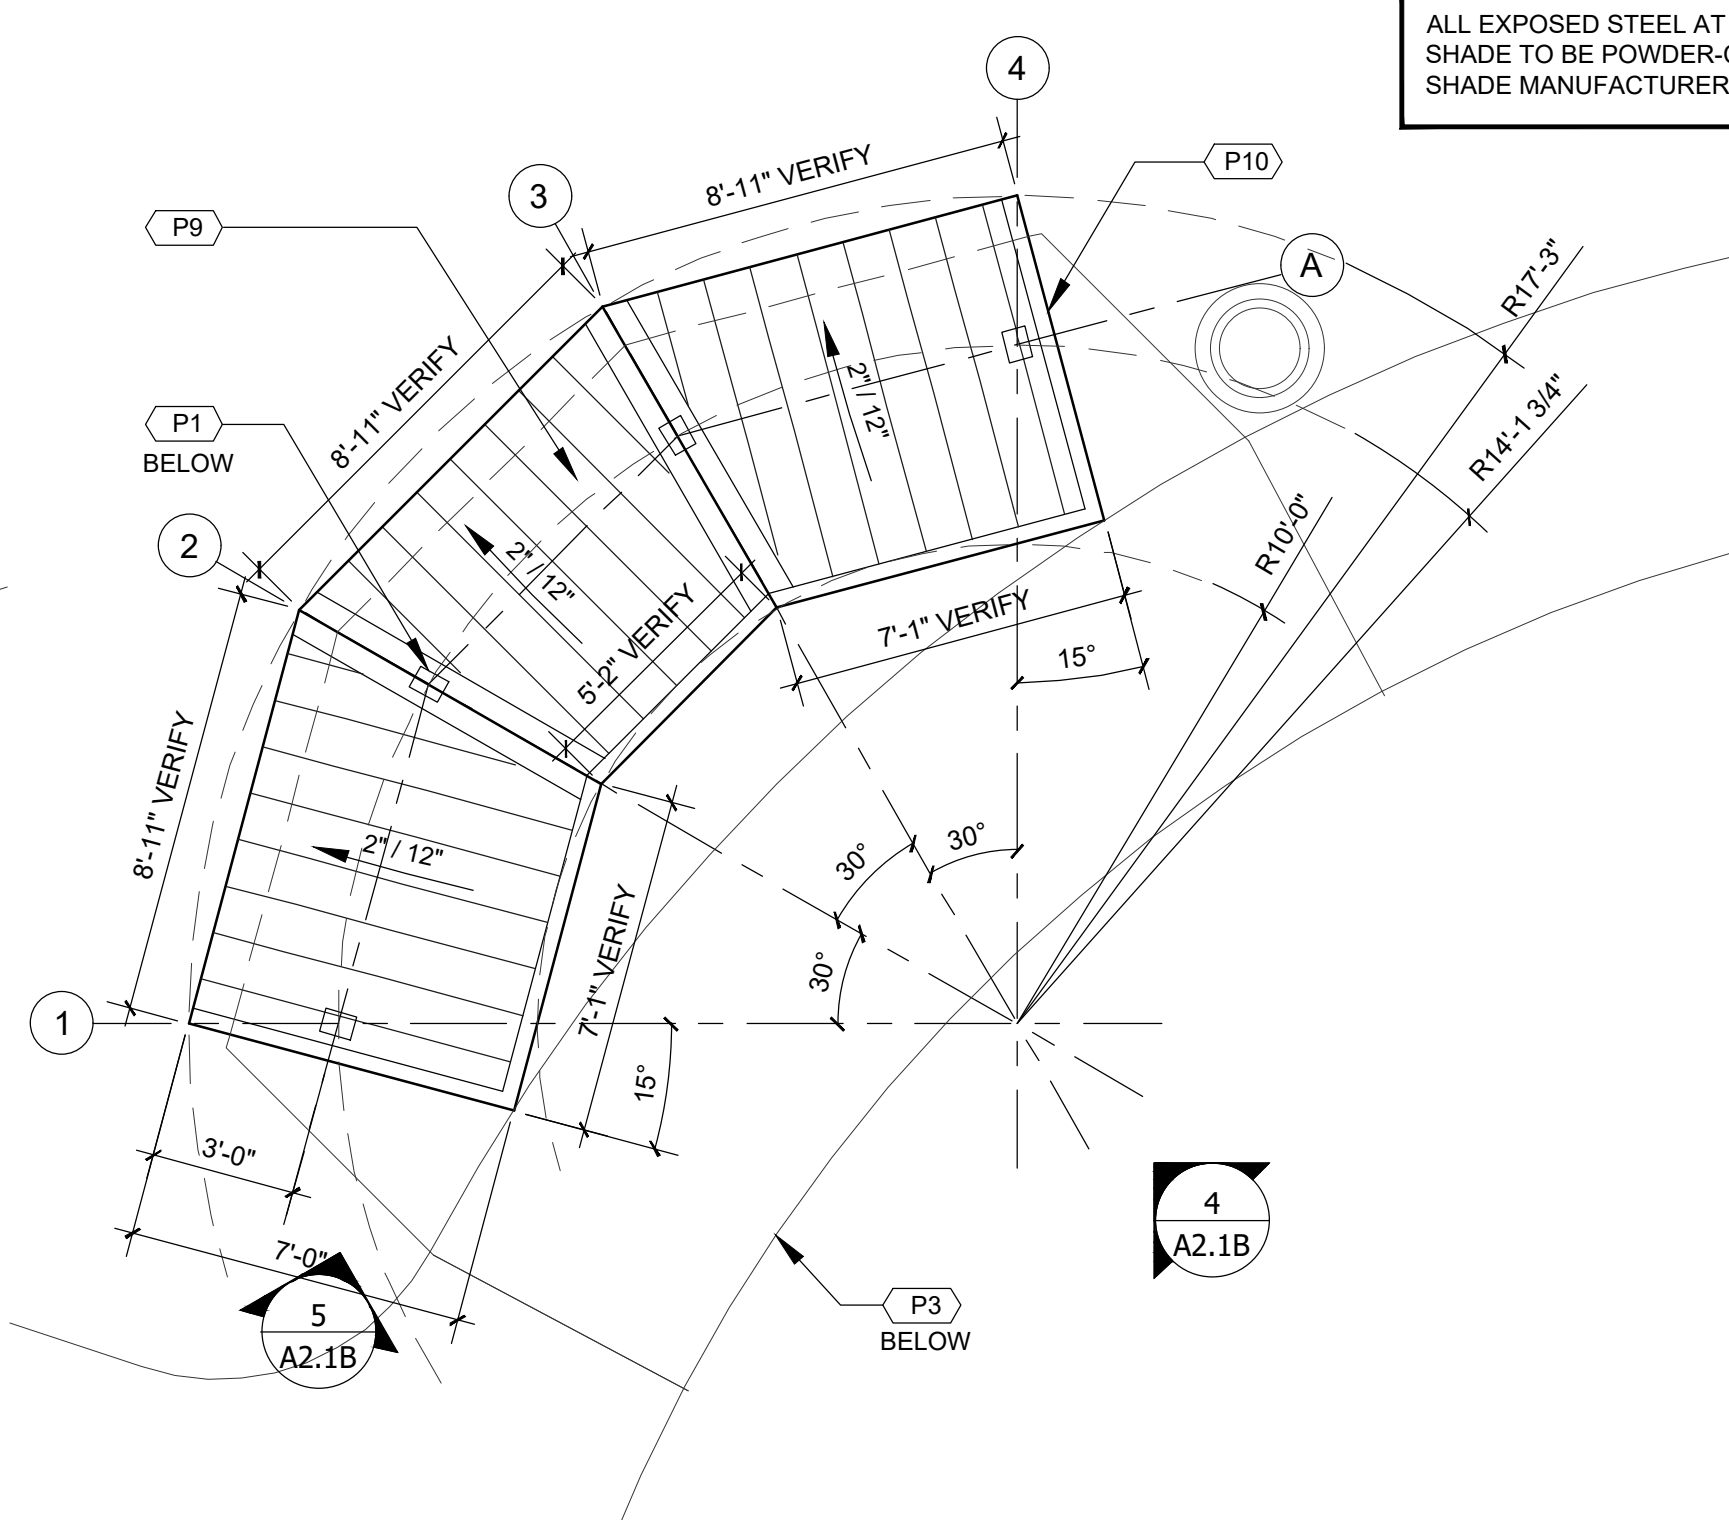 ALL EXPOSED STEEL AT
SHADE TO BE POWDER-C
SHADE MANUFACTURER
4
8'-11" VERIFY
P10
3
P9
A
R17'-3"
8'-11" VERIFY
2" / 12"
P1
BELOW
R14'-1 3/4"
R10'-0"
2
2" / 12"
5'-2" VERIFY
7'-1" VERIFY
15°
8'-11" VERIFY
2" / 12"
30°
30°
7'-1" VERIFY
30°
1
15°
3'-0"
7'-0"
4
A2.1B
5
A2.1B
P3
BELOW